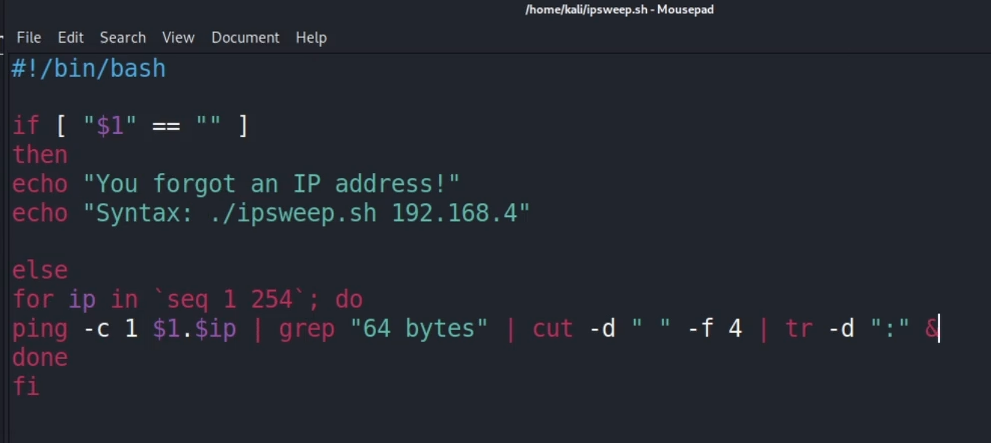 /home/kali/ipsweep.sh - Mousepad
File Edit Search View Document Help
#!/bin/bash
if [ "$1" == "" ]
then
echo "You forgot an IP address!"
echo "Syntax: ./ipsweep.sh 192.168.4"
else
for ip in `seq 1 254`; do
ping -c 1 $1.$ip | grep "64 bytes" | cut -d " " -f 4 | tr -d ":" &
done
fi